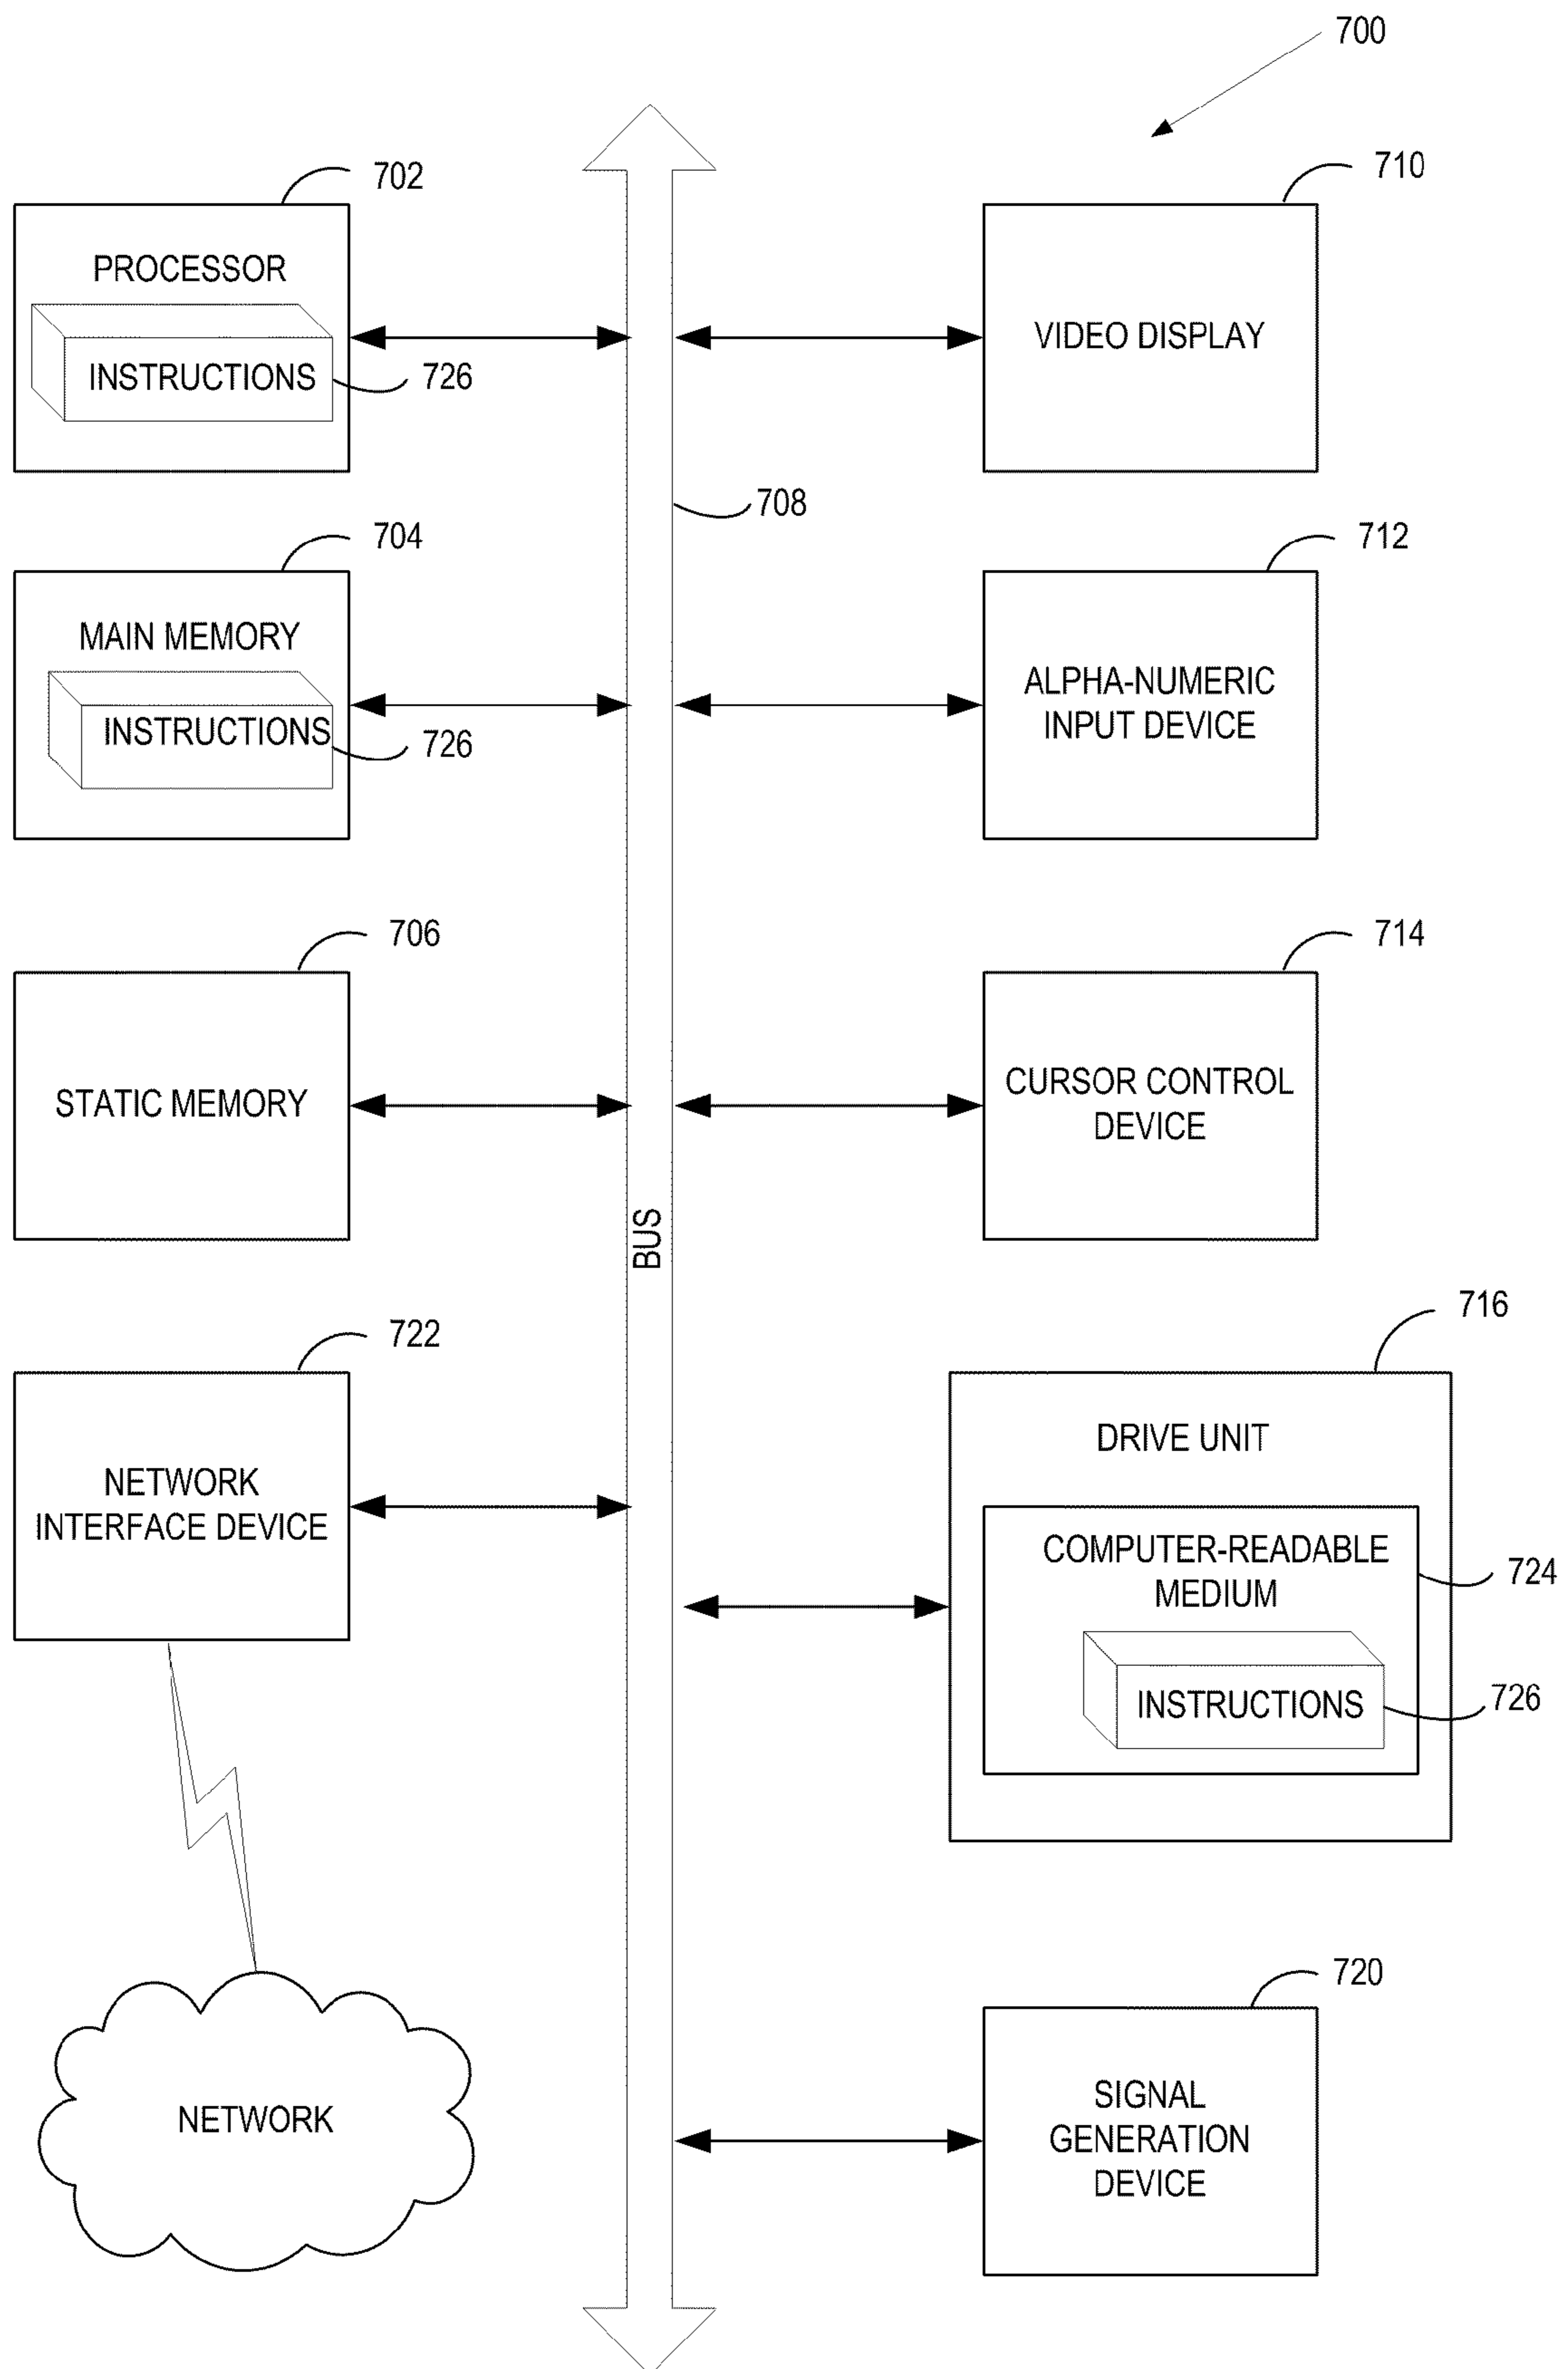 700
702
PROCESSOR
INSTRUCTIONS
726
710
VIDEO DISPLAY
708
704
MAIN MEMORY
INSTRUCTIONS
726
712
ALPHA-NUMERIC
INPUT DEVICE
706
STATIC MEMORY
714
CURSOR CONTROL
DEVICE
BUS
722
NETWORK
INTERFACE DEVICE
716
DRIVE UNIT
COMPUTER-READABLE
MEDIUM
724
INSTRUCTIONS
726
NETWORK
720
SIGNAL
GENERATION
DEVICE